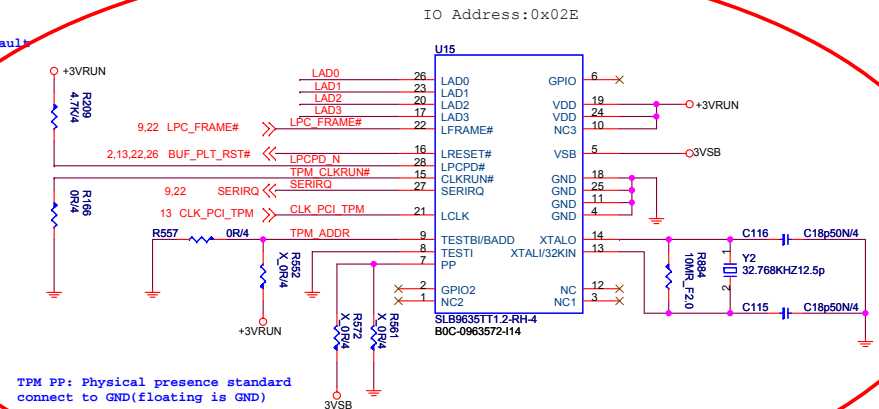 IO Address:0x02E
ault
+3VRUN
R209
4.7K/4
9,22 LPC_FRAME#
2,13,22,26 BUF_PLT_RST#
9,22 SERIRQ
13 CLK_PCI_TPM
R166
0R/4
R557 0R/4
R552
X_0R/4
+3VRUN
LAD0
LAD1
LAD2
LAD3
LPC_FRAME#
LPCPD_N
TPM_CLKRUN#
SERIRQ
CLK_PCI_TPM
TPM_ADDR
U15
26 LAD0
23 LAD1
20 LAD2
17 LAD3
22 LFRAME#
16 LRESET#
28 LPCPD#
15 CLKRUN#
27 SERIRQ
21 LCLK
9 TESTBI/BADD
8 TESTI
7 PP
2 GPIO2
1 NC2
GPIO 6
VDD 19
VDD 24
NC3 10
VSB 5
GND 18
GND 25
GND 11
GND 4
XTALO 14
XTALI/32KIN 13
NC 12
NC1 3
SLB9635TT1.2-RH-4
B0C-0963572-I14
+3VRUN
3VSB
R572
X_0R/4
R561
X_0R/4
3VSB
R884
10MR_F2.0
1
Y2
32.768KHZ12.5p
2
C116 C18p50N/4
C115 C18p50N/4
TPM PP: Physical presence standard
connect to GND(floating is GND)